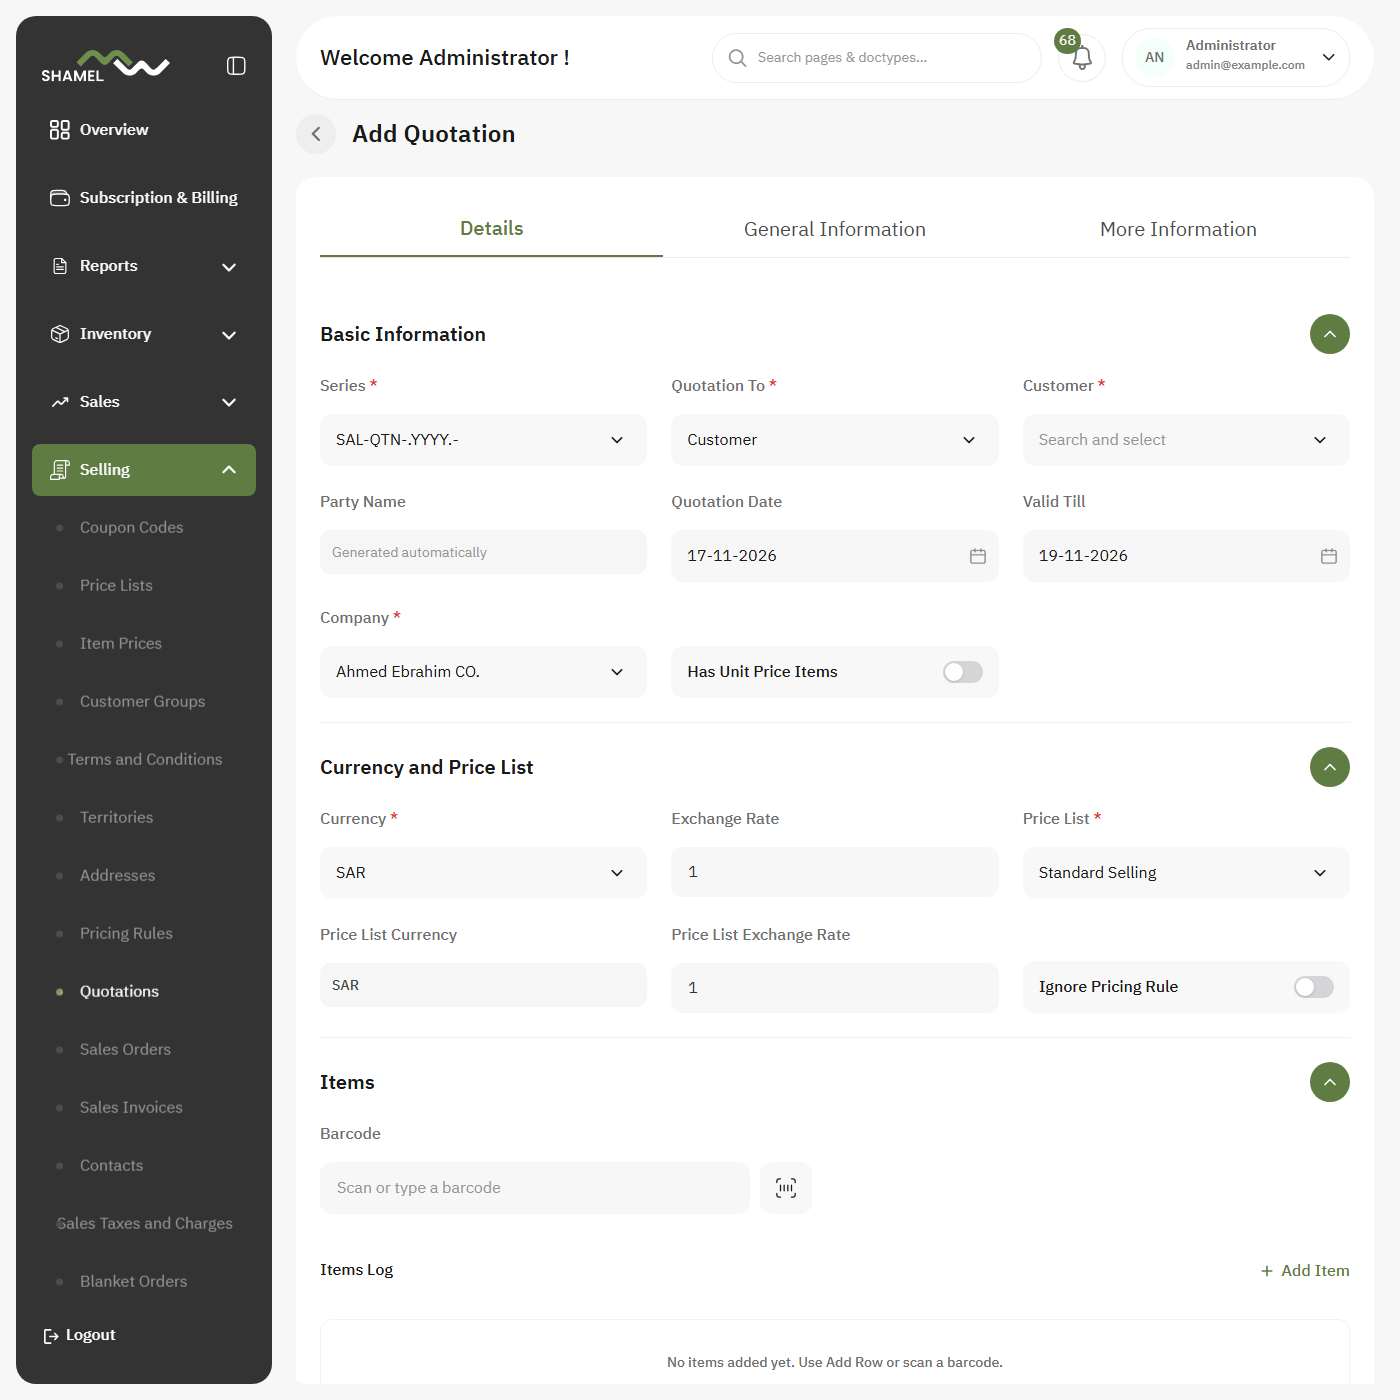 SHAMEL
Overview
Subscription & Billing
Reports
Inventory
Sales
Selling
Coupon Codes
Price Lists
Item Prices
Customer Groups
Terms and Conditions
Territories
Addresses
Pricing Rules
Quotations
Sales Orders
Sales Invoices
Contacts
Sales Taxes and Charges
Blanket Orders
Logout
Welcome Administrator !
Search pages & doctypes...
68
AN
Administrator
admin@example.com
Add Quotation
Details
General Information
More Information
Basic Information
Series *
Quotation To *
Customer *
SAL-QTN-.YYYY.-
Customer
Search and select
Party Name
Quotation Date
Valid Till
Generated automatically
17-11-2026
19-11-2026
Company *
Ahmed Ebrahim CO.
Has Unit Price Items
Currency and Price List
Currency *
Exchange Rate
Price List *
SAR
1
Standard Selling
Price List Currency
Price List Exchange Rate
SAR
1
Ignore Pricing Rule
Items
Barcode
Scan or type a barcode
Items Log
+ Add Item
No items added yet. Use Add Row or scan a barcode.